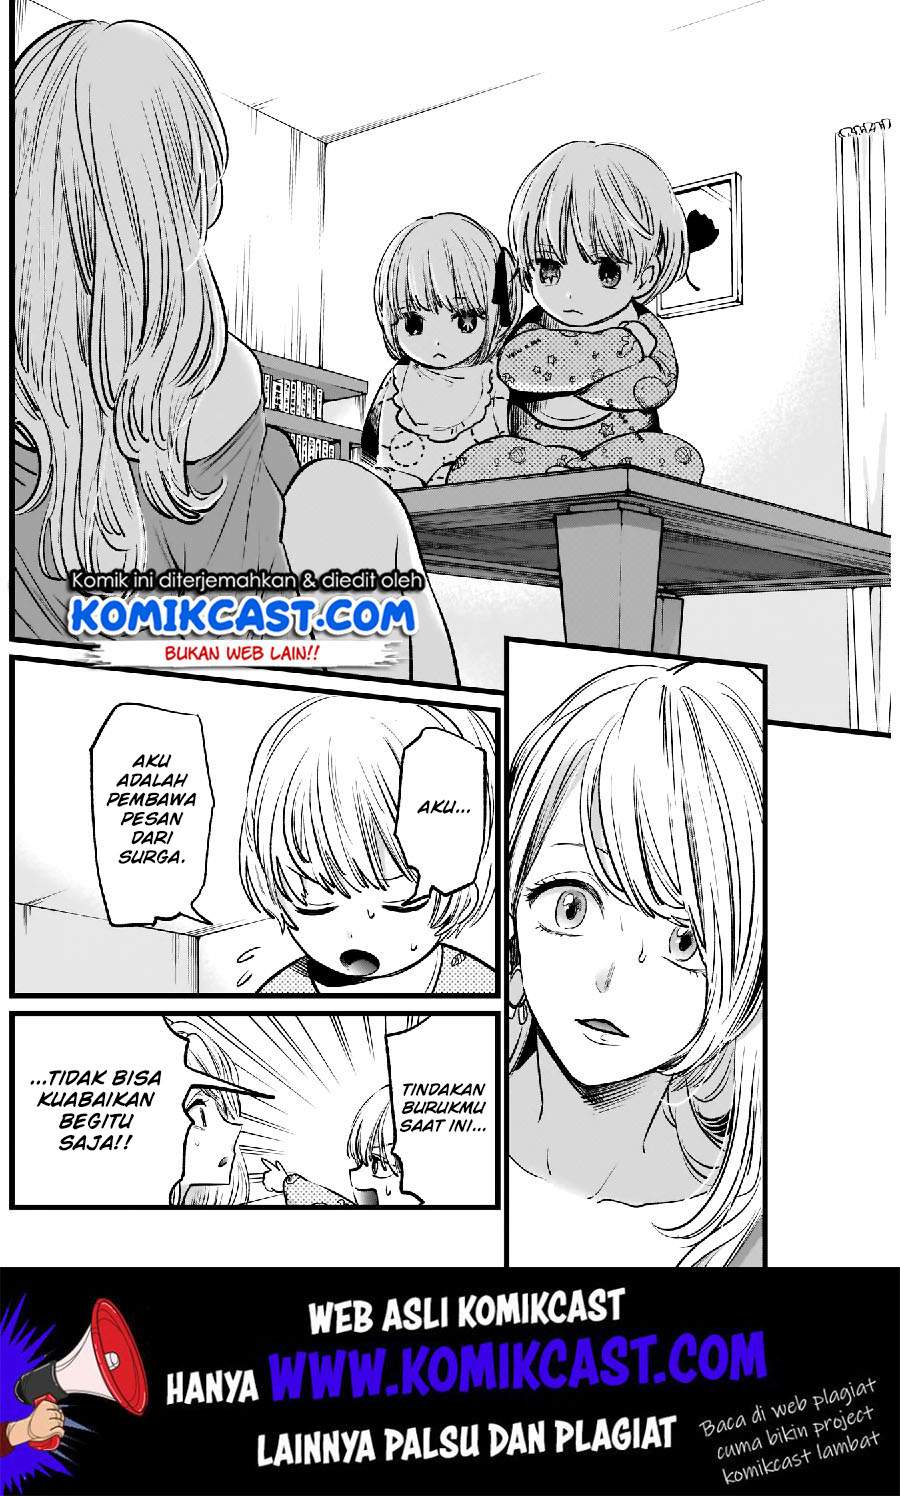 Komik ini diterjemahkan & diedit oleh
KOMIKCAST.COM
BUKAN WEB LAIN!!
AKU...
AKU
ADALAH
PEMBAWA
PESAN
DARI
SURGA.
TINDAKAN
BURUKMU
SAAT INI...
...TIDAK BISA
KUABAIKAN
BEGITU
SAJA!!
WEB ASLI KOMIKCAST
HANYA WWW.KOMIKCAST.COM
LAINNYA PALSU DAN PLAGIAT
Baca di web plagiat
cuma bikin project
komikcast lambat